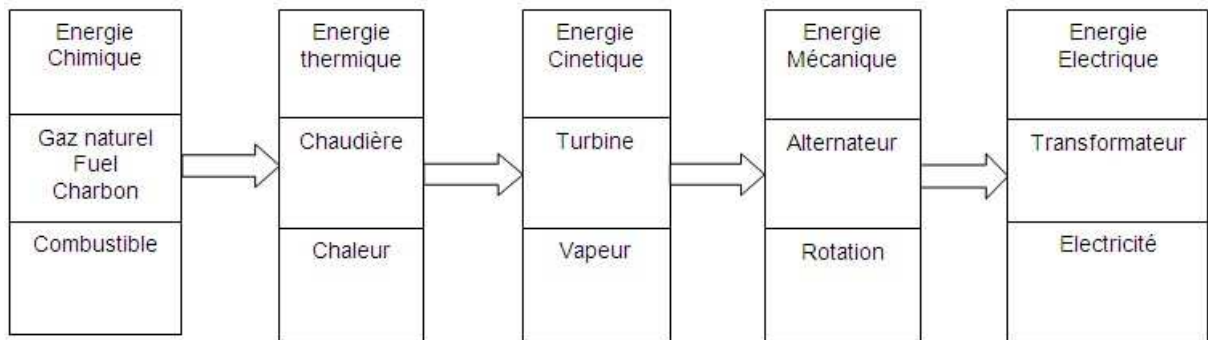 Energie
Chimique
Gaz naturel
Fuel
Charbon
Combustible
Energie
thermique
Chaudière
Chaleur
Energie
Cinetique
Turbine
Vapeur
Energie
Mécanique
Alternateur
Rotation
Energie
Electrique
Transformateur
Electricité